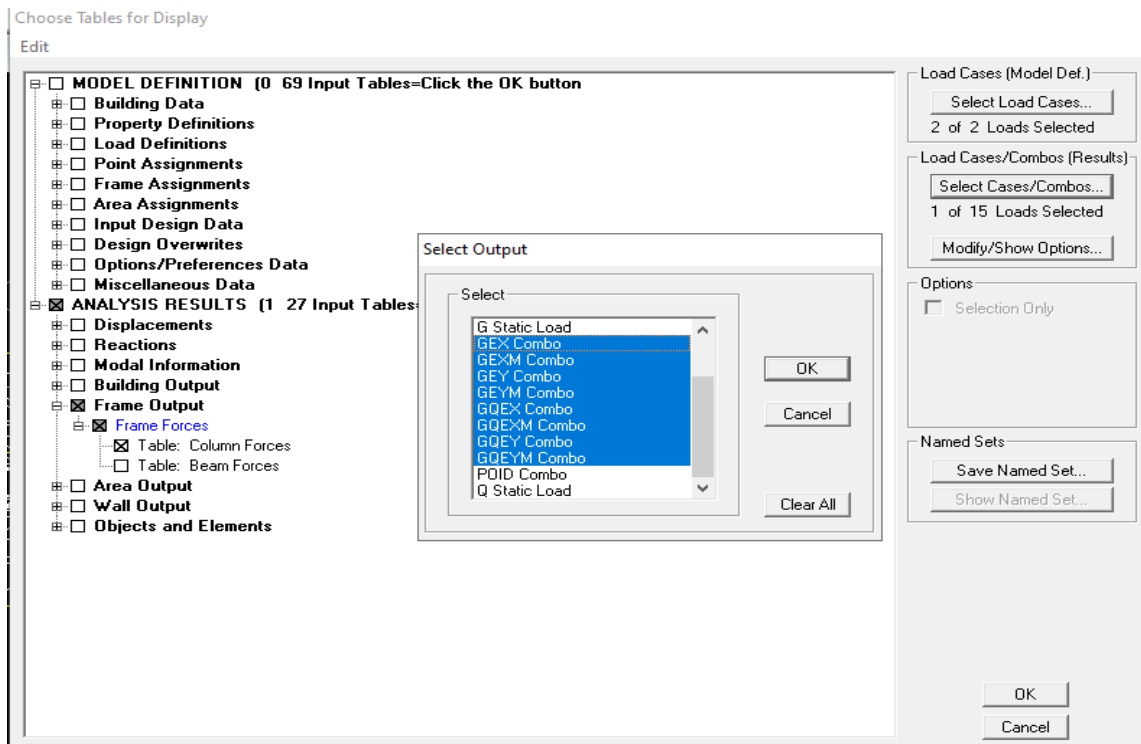 Choose Tables for Display
Edit
MODEL DEFINITION (0 69 Input Tables=Click the OK button
Building Data
Property Definitions
Load Definitions
Point Assignments
Frame Assignments
Area Assignments
Input Design Data
Design Overwrites
Options/Preferences Data
Miscellaneous Data
ANALYSIS RESULTS (1 27 Input Tables=
Displacements
Reactions
Modal Information
Building Output
Frame Output
Frame Forces
Table: Column Forces
Table: Beam Forces
Area Output
Wall Output
Objects and Elements
Select Output
Select
G Static Load
GEX Combo
GEXM Combo
GEY Combo
GEYM Combo
GQEX Combo
GQEXM Combo
GQEY Combo
GQEYM Combo
POID Combo
Q Static Load
OK
Cancel
Clear All
Load Cases (Model Def.)
Select Load Cases...
2 of 2 Loads Selected
Load Cases/Combos (Results)
Select Cases/Combos...
1 of 15 Loads Selected
Modify/Show Options...
Options
Selection Only
Named Sets
Save Named Set...
Show Named Set...
OK
Cancel